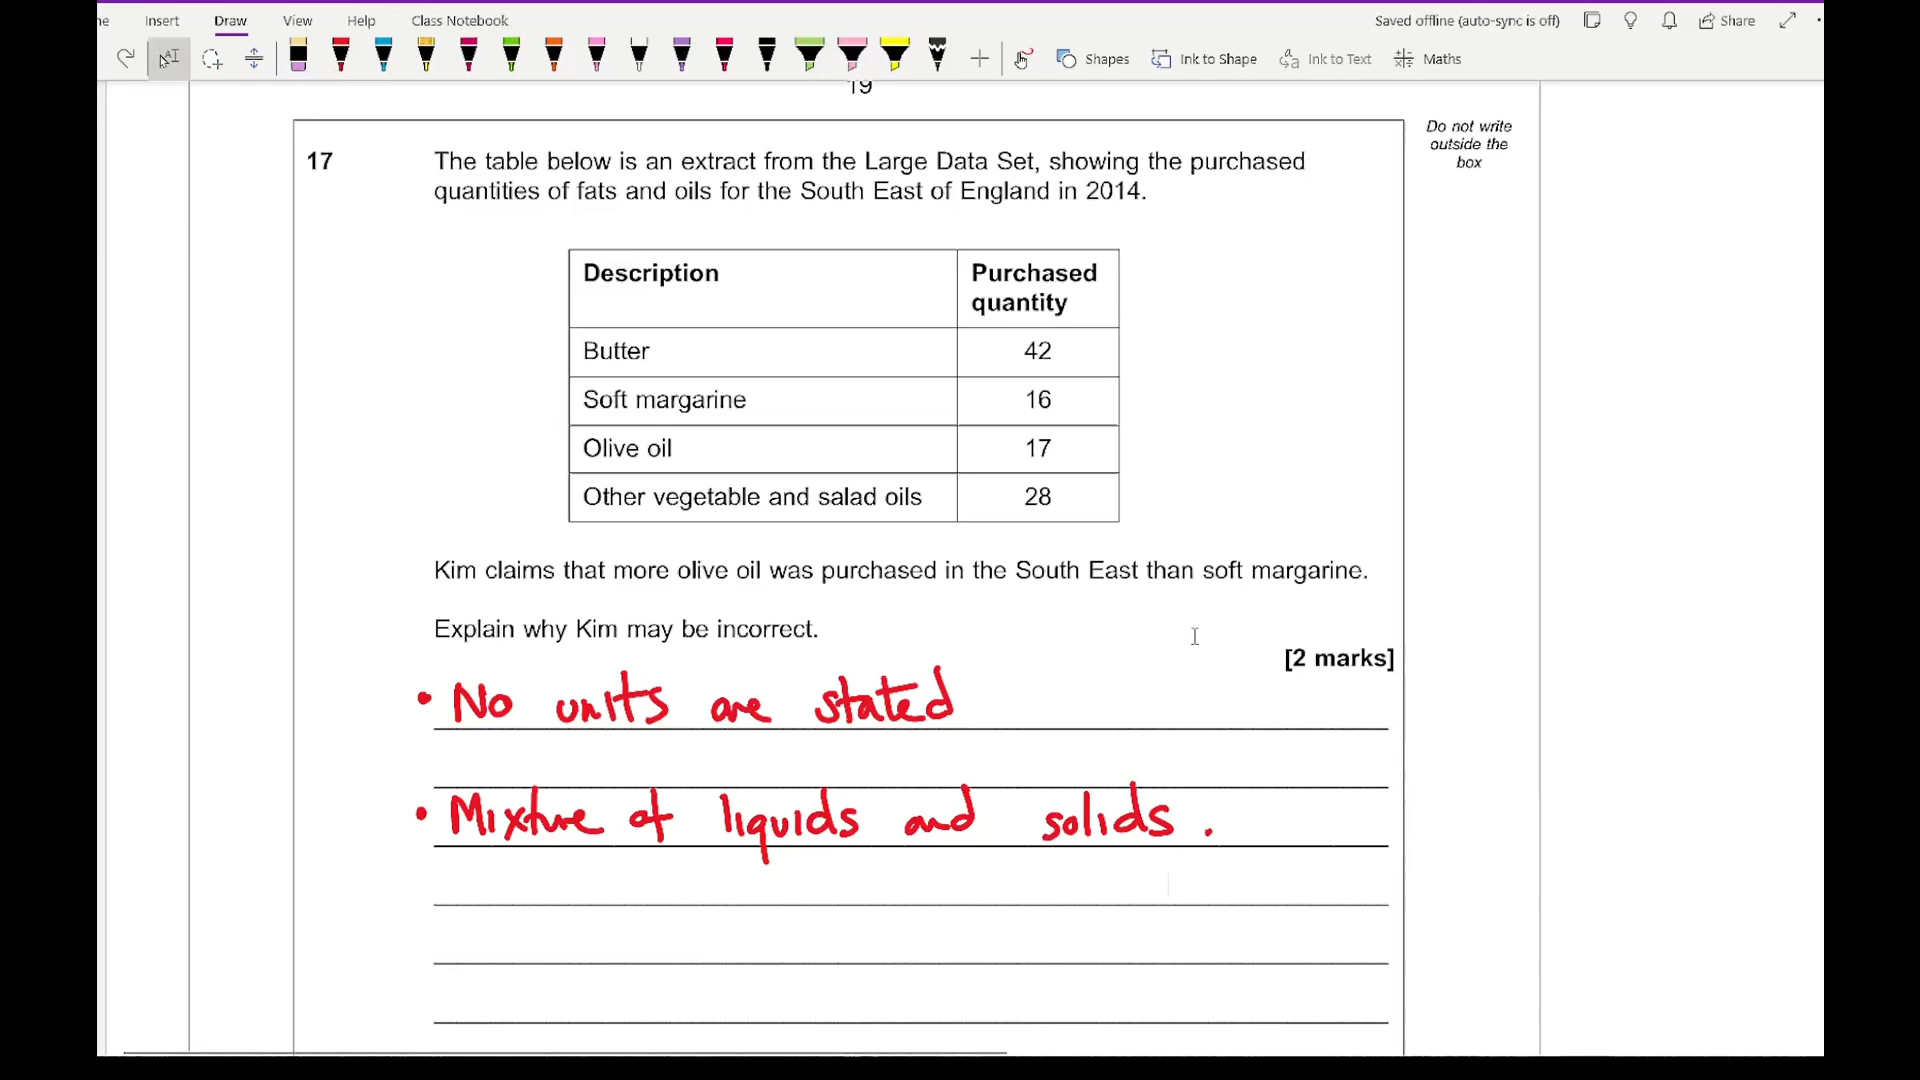 ne Insert Draw View Help Class Notebook Saved offline (auto-sync is off) Share
Shapes Ink to Shape Ink to Text Maths
19
Do not write
outside the
box
17 The table below is an extract from the Large Data Set, showing the purchased
quantities of fats and oils for the South East of England in 2014.
Description Purchased
quantity
Butter 42
Soft margarine 16
Olive oil 17
Other vegetable and salad oils 28
Kim claims that more olive oil was purchased in the South East than soft margarine.
Explain why Kim may be incorrect.
[2 marks]
• No units are stated
• Mixture of liquids and solids.